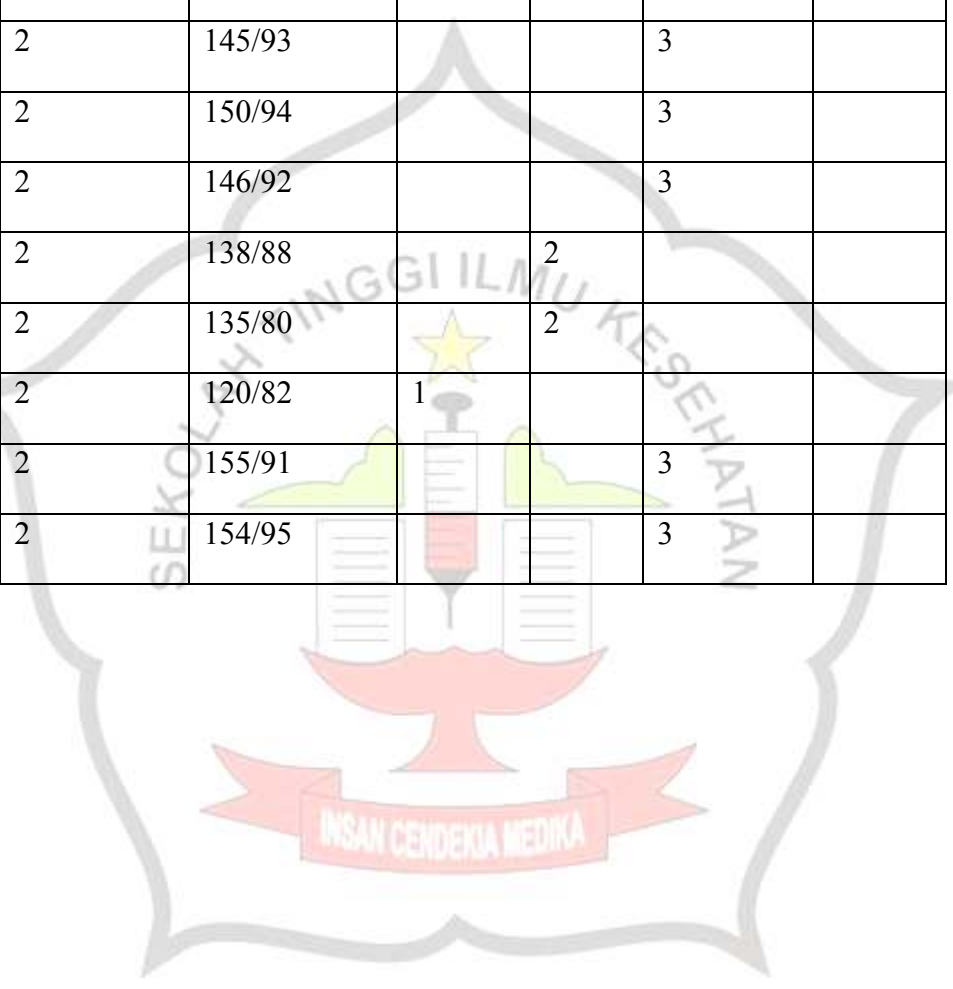 2 145/93 3
2 150/94 3
2 146/92 3
2 138/88 2
2 135/80 2
2 120/82 1
2 155/91 3
2 154/95 3
SEKOLAH TINGGI ILMU KESEHATAN
INSAN CENDEKIA MEDIKA